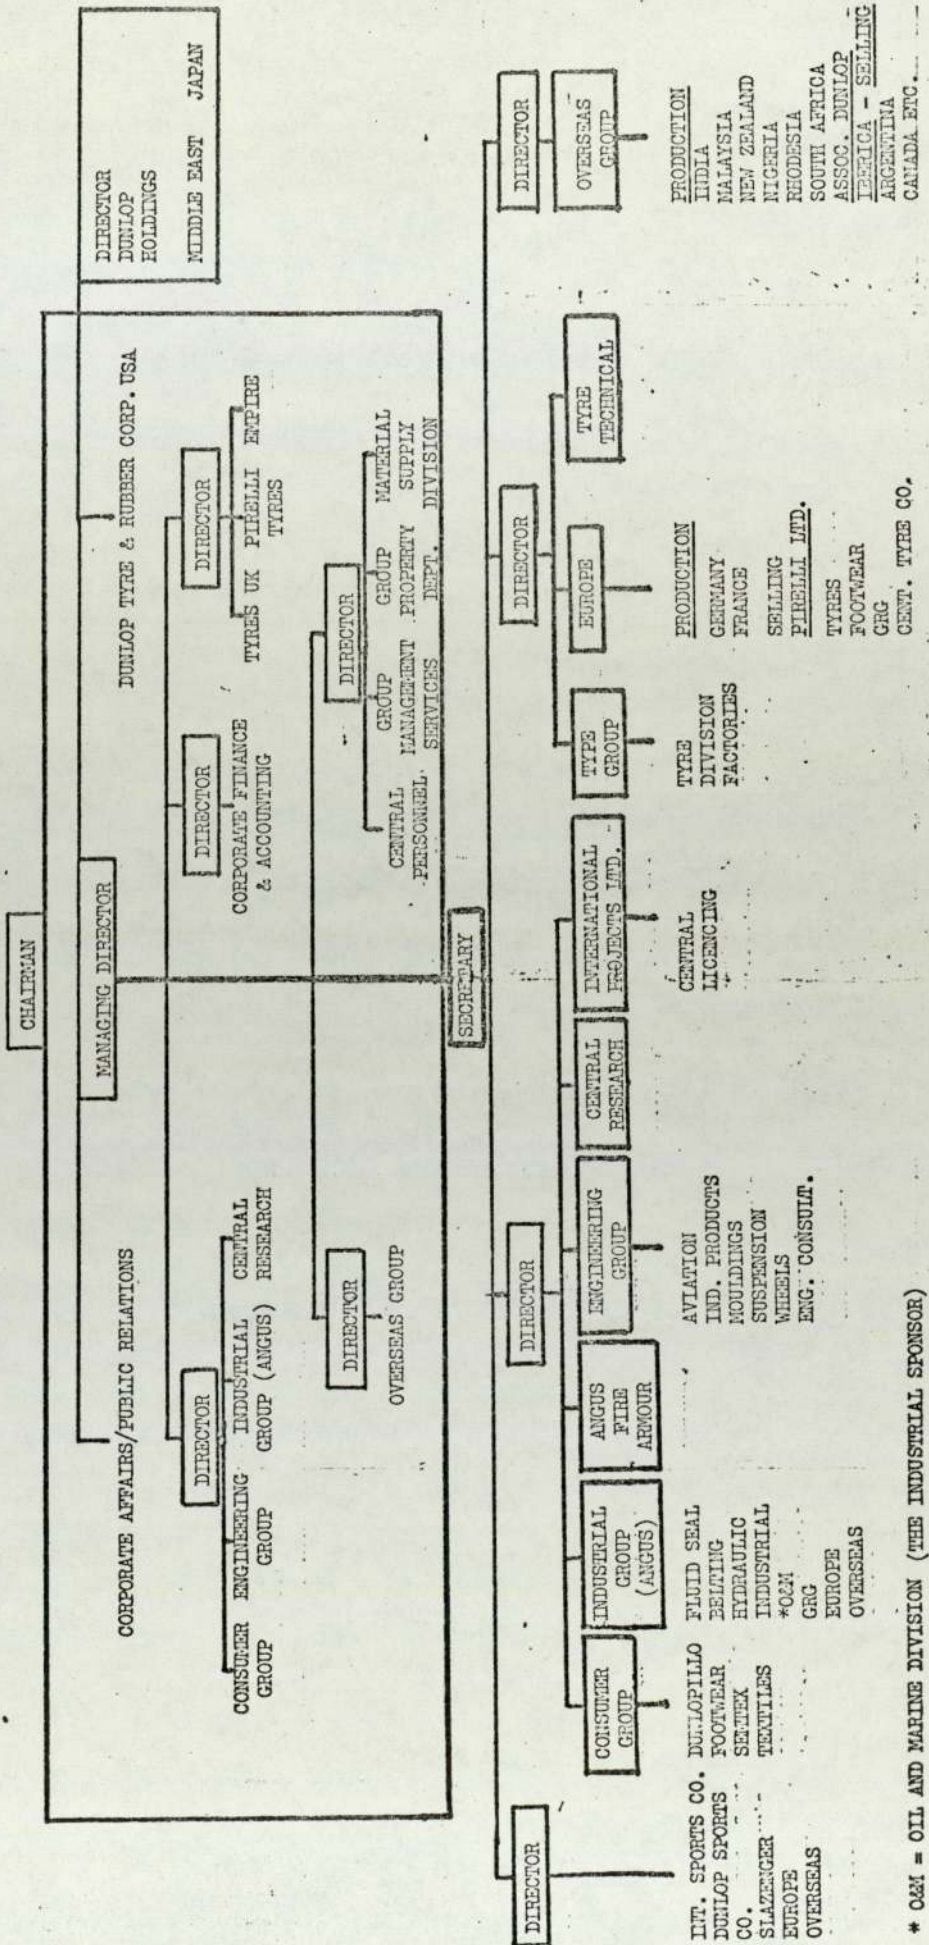 CHAIRMAN
MANAGING DIRECTOR
DIRECTOR
DUNLOP
HOLDINGS
MIDDLE EAST JAPAN
CORPORATE AFFAIRS/PUBLIC RELATIONS
DUNLOP TYRE & RUBBER CORP. USA
DIRECTOR
CONSUMER GROUP
ENGINEERING GROUP
INDUSTRIAL GROUP (ANGUS)
CENTRAL RESEARCH
DIRECTOR
CORPORATE FINANCE
& ACCOUNTING
DIRECTOR
TYRES UK PIRELLI EMPIRE
TYRES
DIRECTOR
OVERSEAS GROUP
DIRECTOR
CENTRAL
PERSONNEL
GROUP
MANAGEMENT
SERVICES
GROUP
PROPERTY
DEPT.
MATERIAL
SUPPLY
DIVISION
SECRETARY
DIRECTOR
INT. SPORTS CO.
DUNLOP SPORTS
CO.
SLAZENGER
EUROPE
OVERSEAS
DIRECTOR
CONSUMER
GROUP
DUNLOPILLO
FOOTWEAR
SEMTEX
TEXTILES
INDUSTRIAL
GROUP
(ANGUS)
FLUID SEAL
BELTING
HYDRAULIC
INDUSTRIAL
*O&M
GRG
EUROPE
OVERSEAS
ANGUS
FIRE
ARMOUR
ENGINEERING
GROUP
AVIATION
IND. PRODUCTS
MOULDINGS
SUSPENSION
WHEELS
ENG. CONSULT.
CENTRAL
RESEARCH
INTERNATIONAL
PROJECTS LTD.
CENTRAL
LICENCING
DIRECTOR
TYPE
GROUP
TYRE
DIVISION
FACTORIES
EUROPE
PRODUCTION
GERMANY
FRANCE
SELLING
PIRELLI LTD.
TYRES
FOOTWEAR
GRG
CENT. TYRE CO.
TYRE
TECHNICAL
DIRECTOR
OVERSEAS
GROUP
PRODUCTION
INDIA
MALAYSIA
NEW ZEALAND
NIGERIA
RHODESIA
SOUTH AFRICA
ASSOC. DUNLOP
IBERICA - SELLING
ARGENTINA
CANADA ETC.
* O&M = OIL AND MARINE DIVISION (THE INDUSTRIAL SPONSOR)